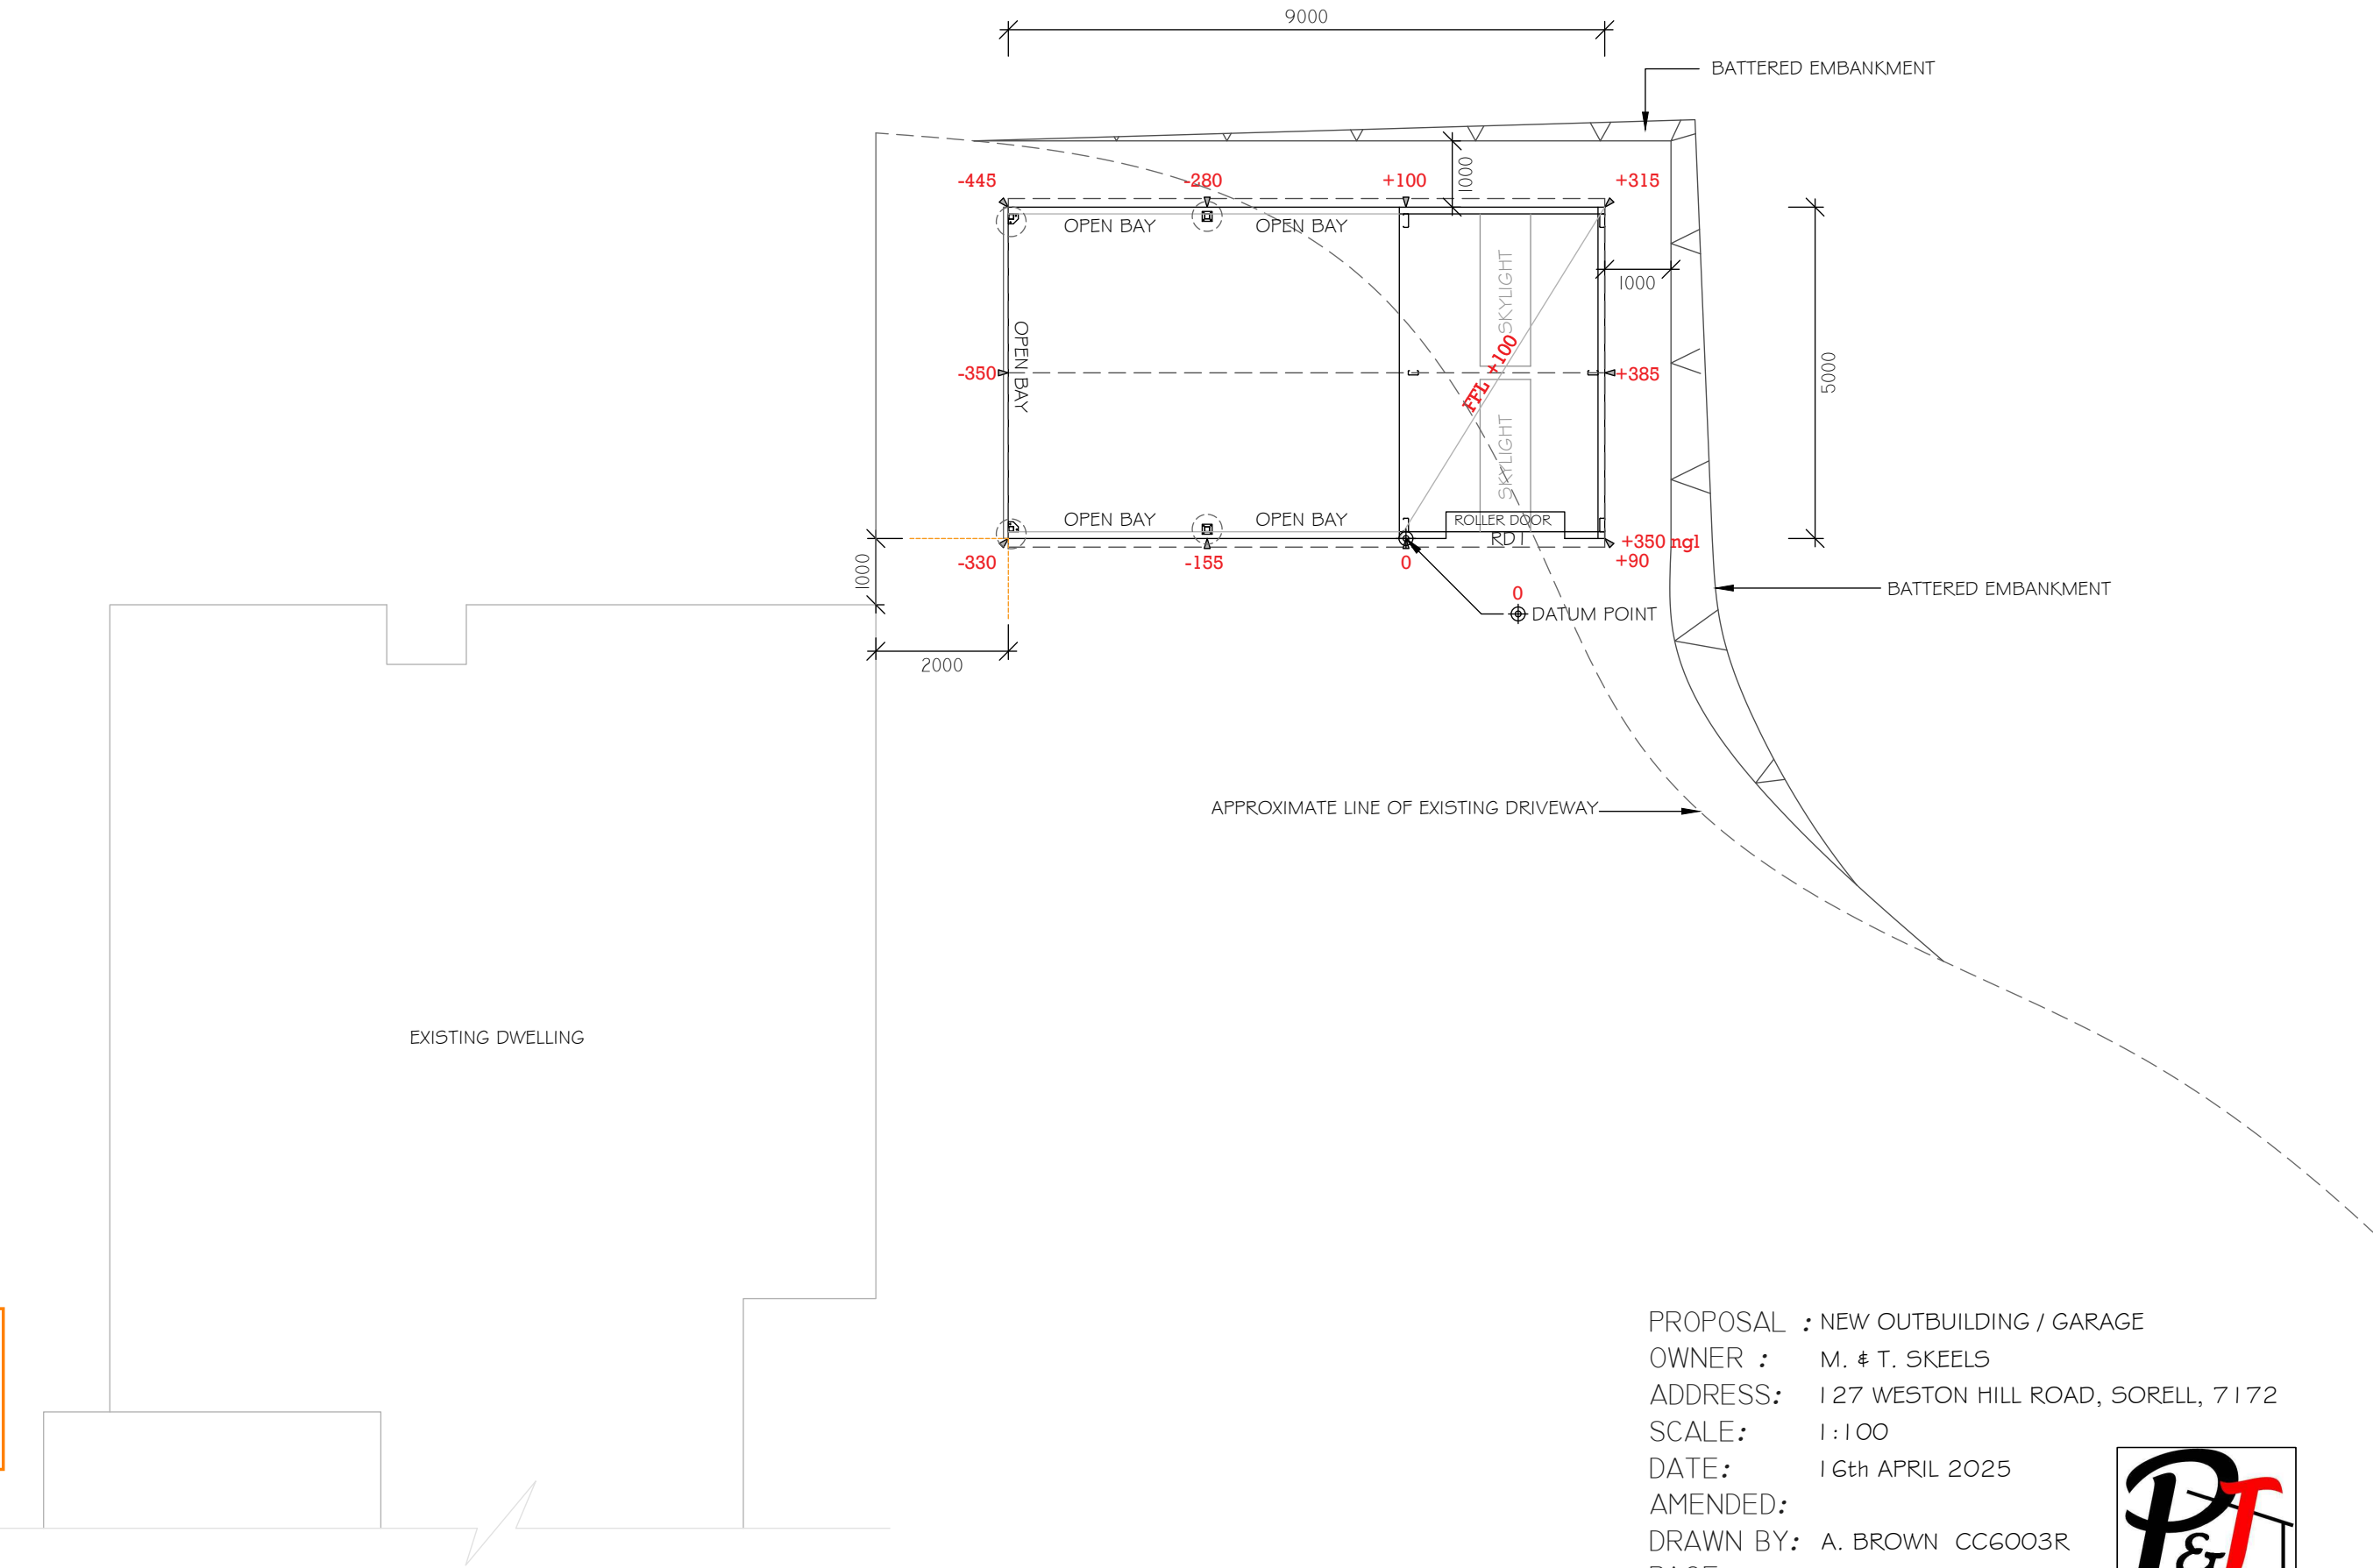 9000
BATTERED EMBANKMENT
1000
-445
-280
+100
+315
OPEN BAY
OPEN BAY
SKYLIGHT
1000
OPEN BAY
FFL +100
-350
+385
5000
SKYLIGHT
OPEN BAY
OPEN BAY
ROLLER DOOR
RD1
+350 ngl
-330
-155
0
+90
1000
0
BATTERED EMBANKMENT
DATUM POINT
2000
APPROXIMATE LINE OF EXISTING DRIVEWAY
EXISTING DWELLING
PROPOSAL : NEW OUTBUILDING / GARAGE
OWNER : M. & T. SKEELS
ADDRESS: 127 WESTON HILL ROAD, SORELL, 7172
SCALE: 1:100
DATE: 16th APRIL 2025
AMENDED:
DRAWN BY: A. BROWN CC6003R
P&T